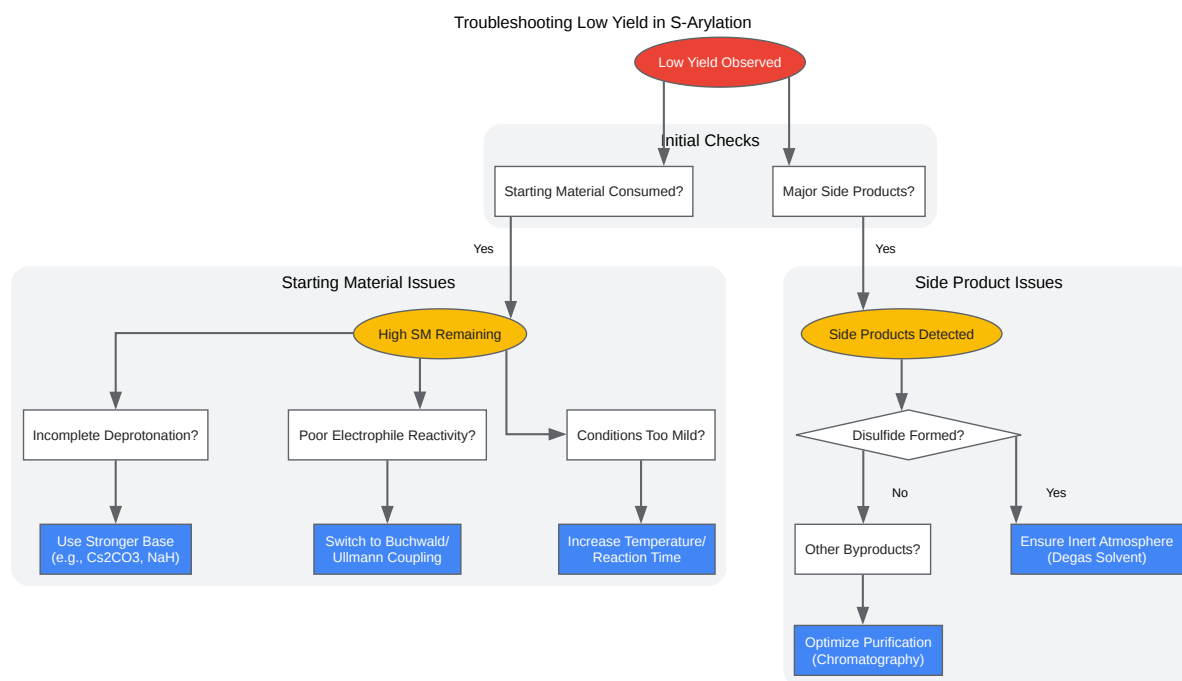 Troubleshooting Low Yield in S-Arylation
Low Yield Observed
Initial Checks
Starting Material Consumed?
Major Side Products?
Yes
Yes
Starting Material Issues
Side Product Issues
High SM Remaining
Side Products Detected
Incomplete Deprotonation?
Poor Electrophile Reactivity?
Conditions Too Mild?
Disulfide Formed?
No
Yes
Use Stronger Base
(e.g., Cs2CO3, NaH)
Switch to Buchwald/
Ullmann Coupling
Increase Temperature/
Reaction Time
Other Byproducts?
Ensure Inert Atmosphere
(Degas Solvent)
Optimize Purification
(Chromatography)